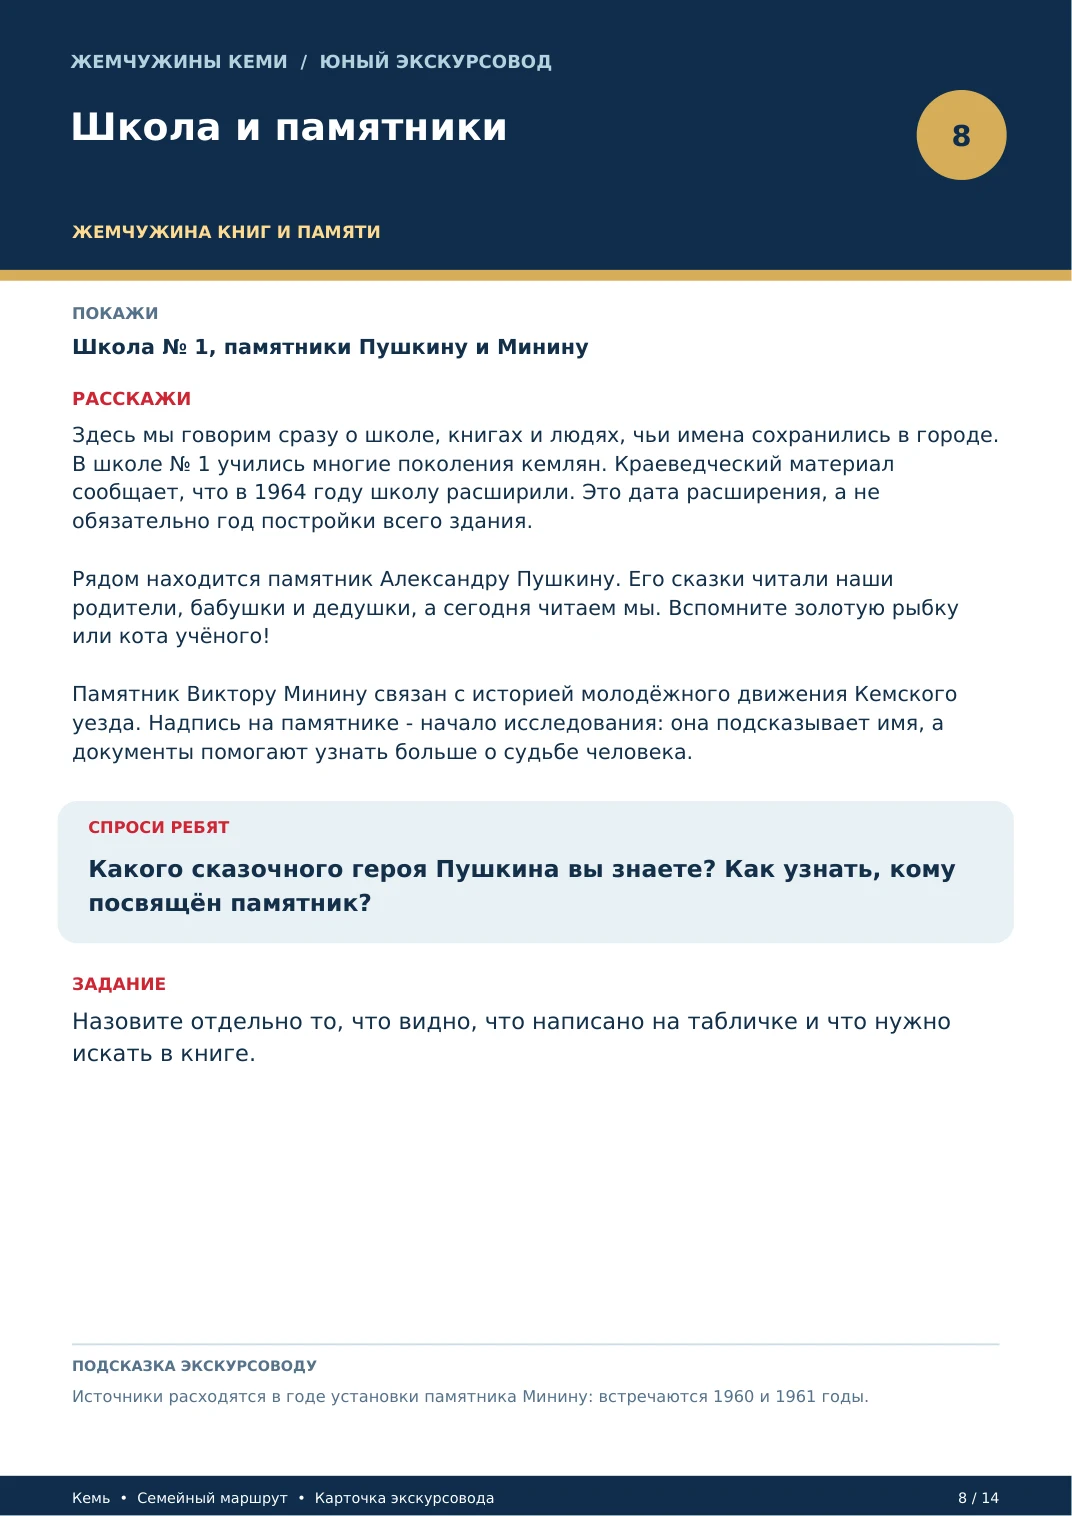 ЖЕМЧУЖИНЫ КЕМИ / ЮНЫЙ ЭКСКУРСОВОД
Школа и памятники
8
ЖЕМЧУЖИНА КНИГ И ПАМЯТИ
ПОКАЖИ
Школа № 1, памятники Пушкину и Минину
РАССКАЖИ
Здесь мы говорим сразу о школе, книгах и людях, чьи имена сохранились в городе.
В школе № 1 учились многие поколения кемлян. Краеведческий материал
сообщает, что в 1964 году школу расширили. Это дата расширения, а не
обязательно год постройки всего здания.
Рядом находится памятник Александру Пушкину. Его сказки читали наши
родители, бабушки и дедушки, а сегодня читаем мы. Вспомните золотую рыбку
или кота учёного!
Памятник Виктору Минину связан с историей молодёжного движения Кемского
уезда. Надпись на памятнике - начало исследования: она подсказывает имя, а
документы помогают узнать больше о судьбе человека.
СПРОСИ РЕБЯТ
Какого сказочного героя Пушкина вы знаете? Как узнать, кому
посвящён памятник?
ЗАДАНИЕ
Назовите отдельно то, что видно, что написано на табличке и что нужно
искать в книге.
ПОДСКАЗКА ЭКСКУРСОВОДУ
Источники расходятся в годе установки памятника Минину: встречаются 1960 и 1961 годы.
Кемь • Семейный маршрут • Карточка экскурсовода
8 / 14